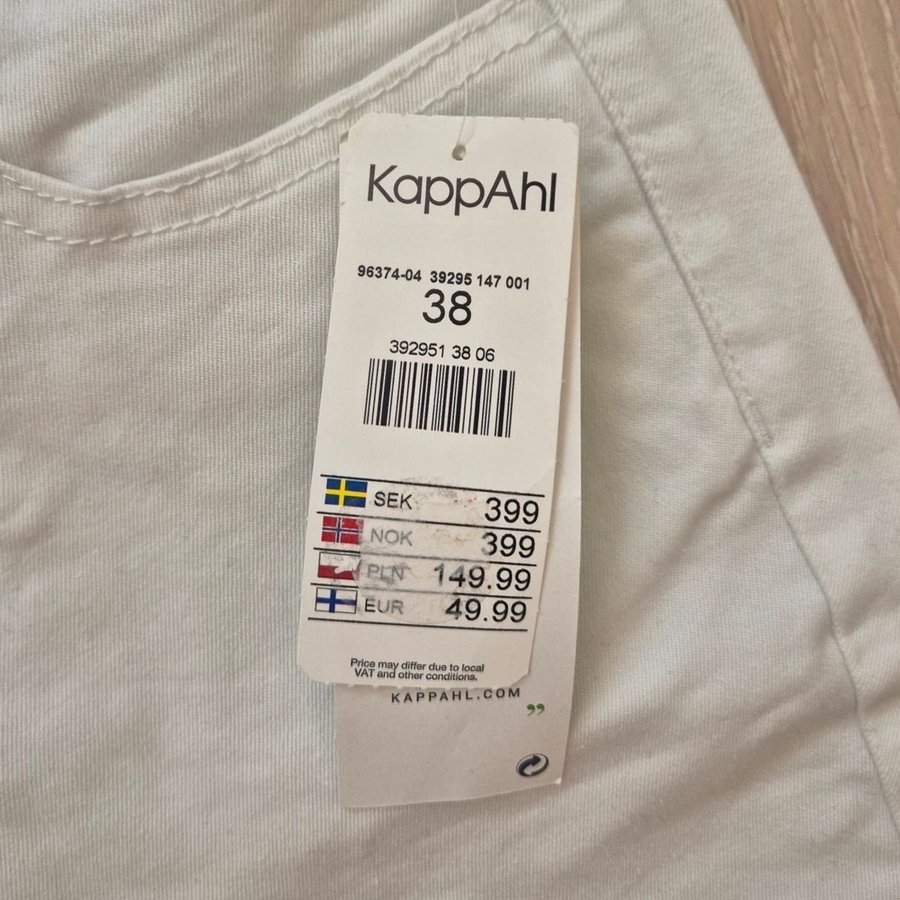 KappAhl
96374-04 39295 147 001
38
392951 38 06
SEK 399
NOK 399
PLN 149.99
EUR 49.99
Price may differ due to local
VAT and other conditions.
KAPPAHL.COM